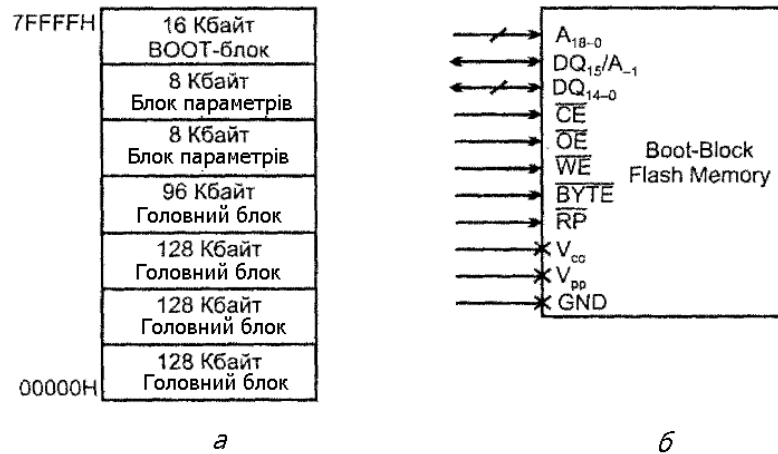 7FFFFH
16 Кбайт
BOOT-блок
8 Кбайт
Блок параметрів
8 Кбайт
Блок параметрів
96 Кбайт
Головний блок
128 Кбайт
Головний блок
128 Кбайт
Головний блок
128 Кбайт
Головний блок
00000H
а
A18-0
DQ15/A-1
DQ14-0
CE
OE
WE
BYTE
RP
Vcc
Vpp
GND
Boot-Block
Flash Memory
б